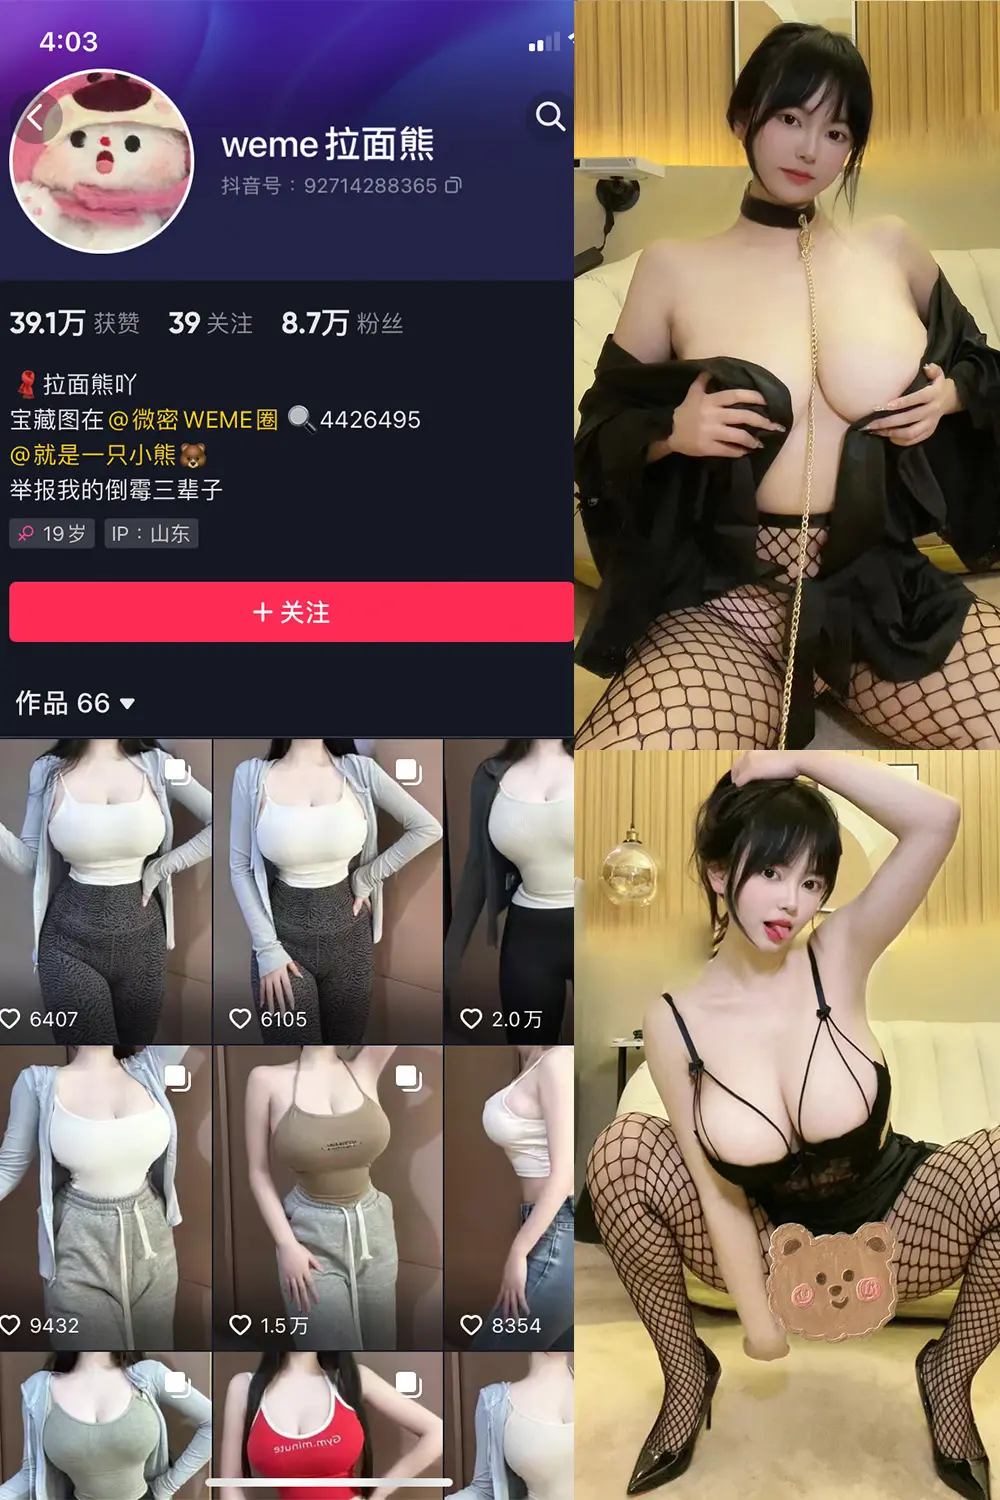 4:03
weme拉面熊
抖音号：92714288365
39.1万 获赞 39 关注 8.7万 粉丝
拉面熊吖
宝藏图在 @微密WEME圈 🔍4426495
@就是一只小熊🐻
举报我的倒霉三辈子
19岁 IP：山东
+ 关注
作品 66
6407 6105 2.0万
9432 1.5万 8354
Gym.minute